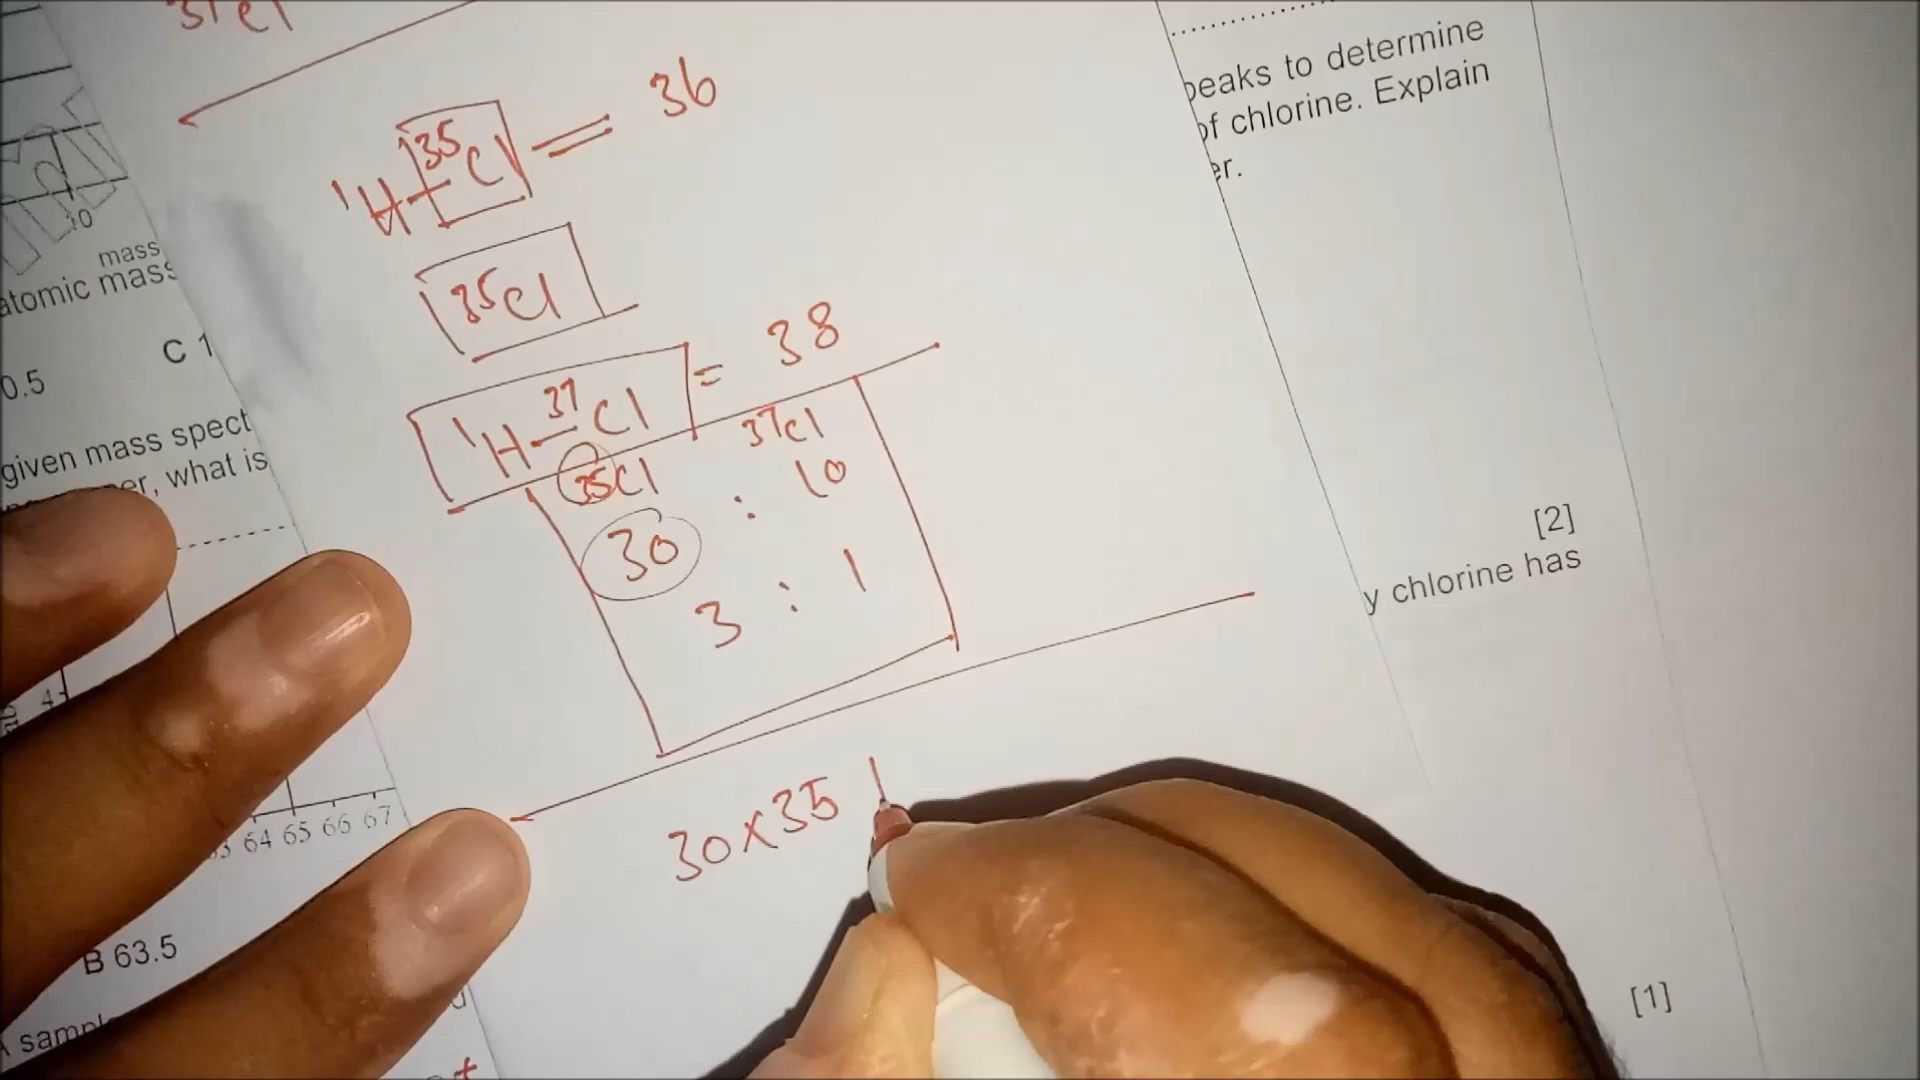 37Cl
1H-35Cl = 36
35Cl
1H-37Cl = 38
35Cl 37Cl
30 : 10
3 : 1
30x35
10
mass
atomic mass
C 1
0.5
given mass spect
er, what is
4
64 65 66 67
B 63.5
peaks to determine
of chlorine. Explain
er.
[2]
y chlorine has
[1]